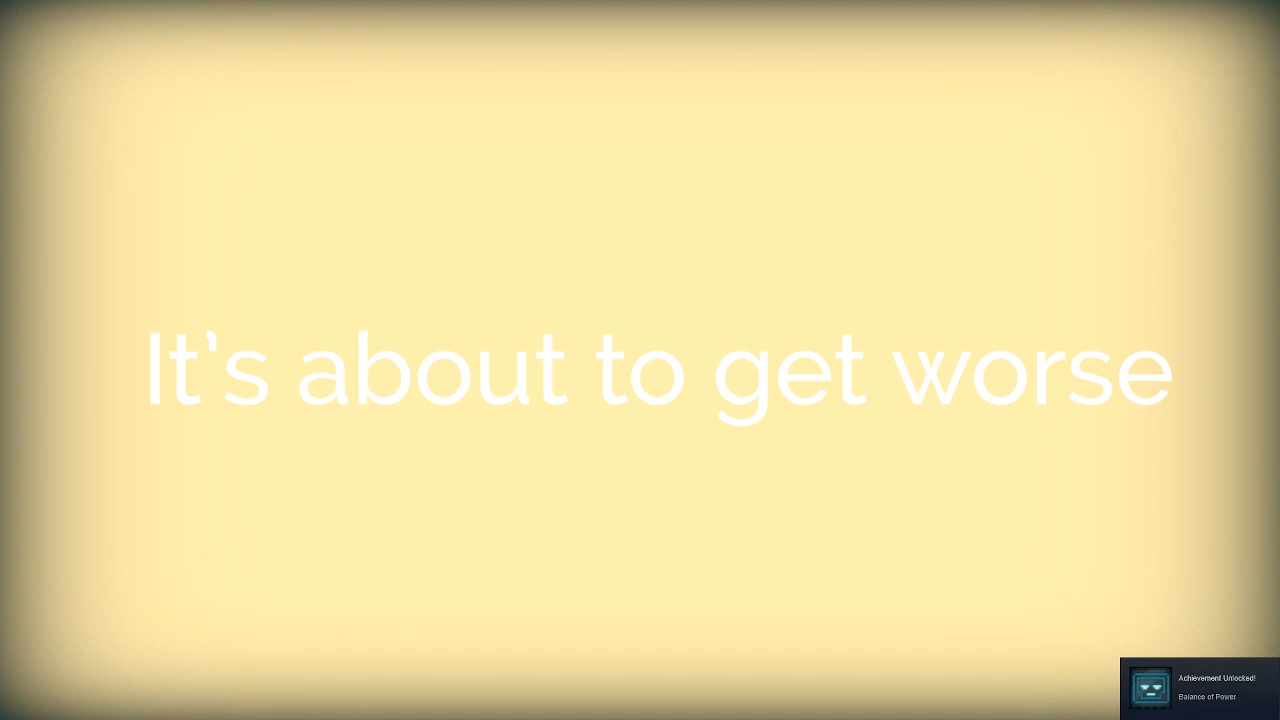 It's about to get worse
Achievement Unlocked!
Balance of Power